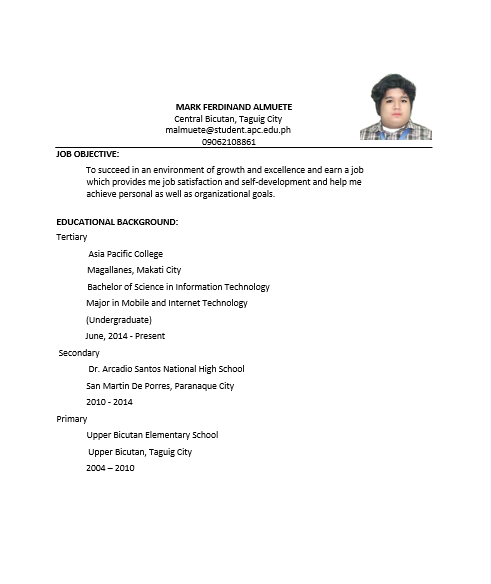 MARK FERDINAND ALMUETE
Central Bicutan, Taguig City
malmuete@student.apc.edu.ph
09062108861
JOB OBJECTIVE:
To succeed in an environment of growth and excellence and earn a job
which provides me job satisfaction and self-development and help me
achieve personal as well as organizational goals.
EDUCATIONAL BACKGROUND:
Tertiary
Asia Pacific College
Magallanes, Makati City
Bachelor of Science in Information Technology
Major in Mobile and Internet Technology
(Undergraduate)
June, 2014 - Present
Secondary
Dr. Arcadio Santos National High School
San Martin De Porres, Paranaque City
2010 - 2014
Primary
Upper Bicutan Elementary School
Upper Bicutan, Taguig City
2004 – 2010